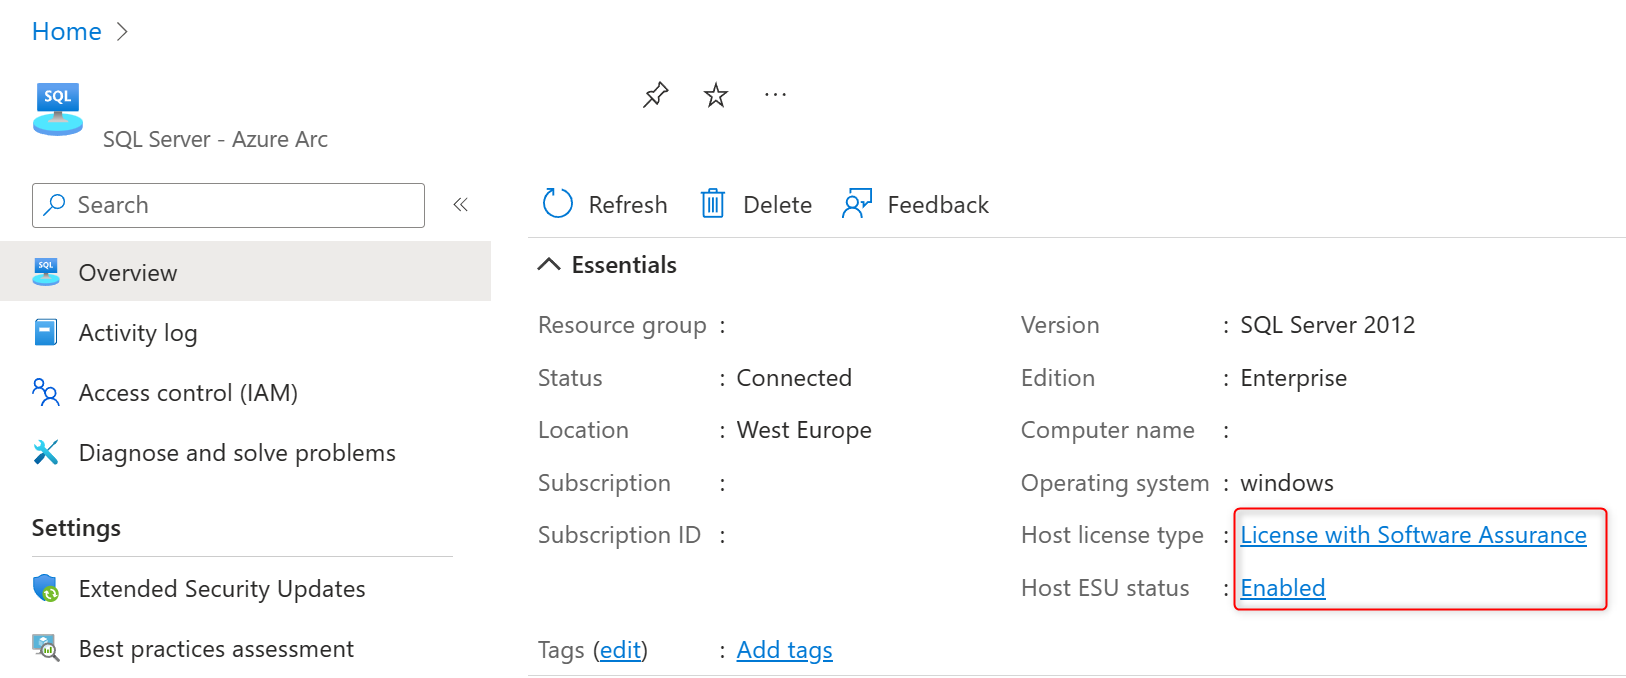 Home
SQL
SQL Server - Azure Arc
Search
«
Refresh
Delete
Feedback
SQL
Overview
Activity log
Access control (IAM)
Diagnose and solve problems
Settings
Extended Security Updates
Best practices assessment
Essentials
Resource group :
Status : Connected
Location : West Europe
Subscription :
Subscription ID :
Version : SQL Server 2012
Edition : Enterprise
Computer name :
Operating system : windows
Host license type : License with Software Assurance
Host ESU status : Enabled
Tags (edit) : Add tags